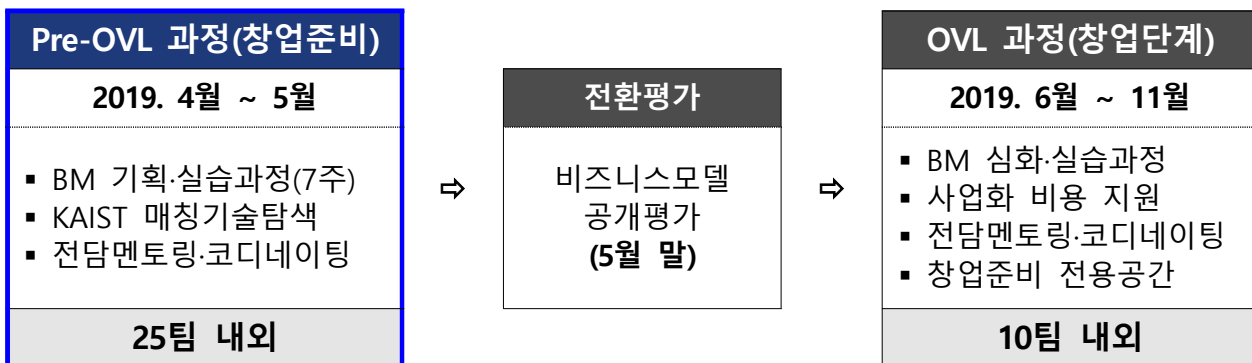 Pre-OVL 과정(창업준비)
2019. 4월 ~ 5월
▪ BM 기획·실습과정(7주)
▪ KAIST 매칭기술탐색
▪ 전담멘토링·코디네이팅
25팀 내외
⇨
전환평가
비즈니스모델
공개평가
(5월 말)
⇨
OVL 과정(창업단계)
2019. 6월 ~ 11월
▪ BM 심화·실습과정
▪ 사업화 비용 지원
▪ 전담멘토링·코디네이팅
▪ 창업준비 전용공간
10팀 내외